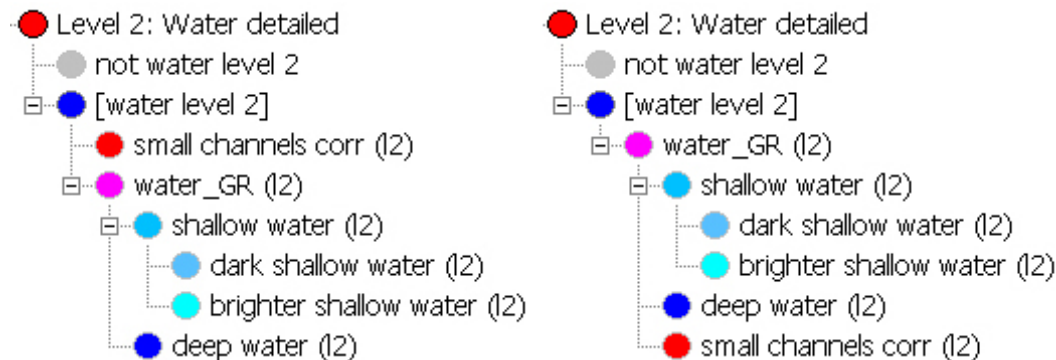 Level 2: Water detailed
not water level 2
[water level 2]
small channels corr (l2)
water_GR (l2)
shallow water (l2)
dark shallow water (l2)
brighter shallow water (l2)
deep water (l2)
Level 2: Water detailed
not water level 2
[water level 2]
water_GR (l2)
shallow water (l2)
dark shallow water (l2)
brighter shallow water (l2)
deep water (l2)
small channels corr (l2)